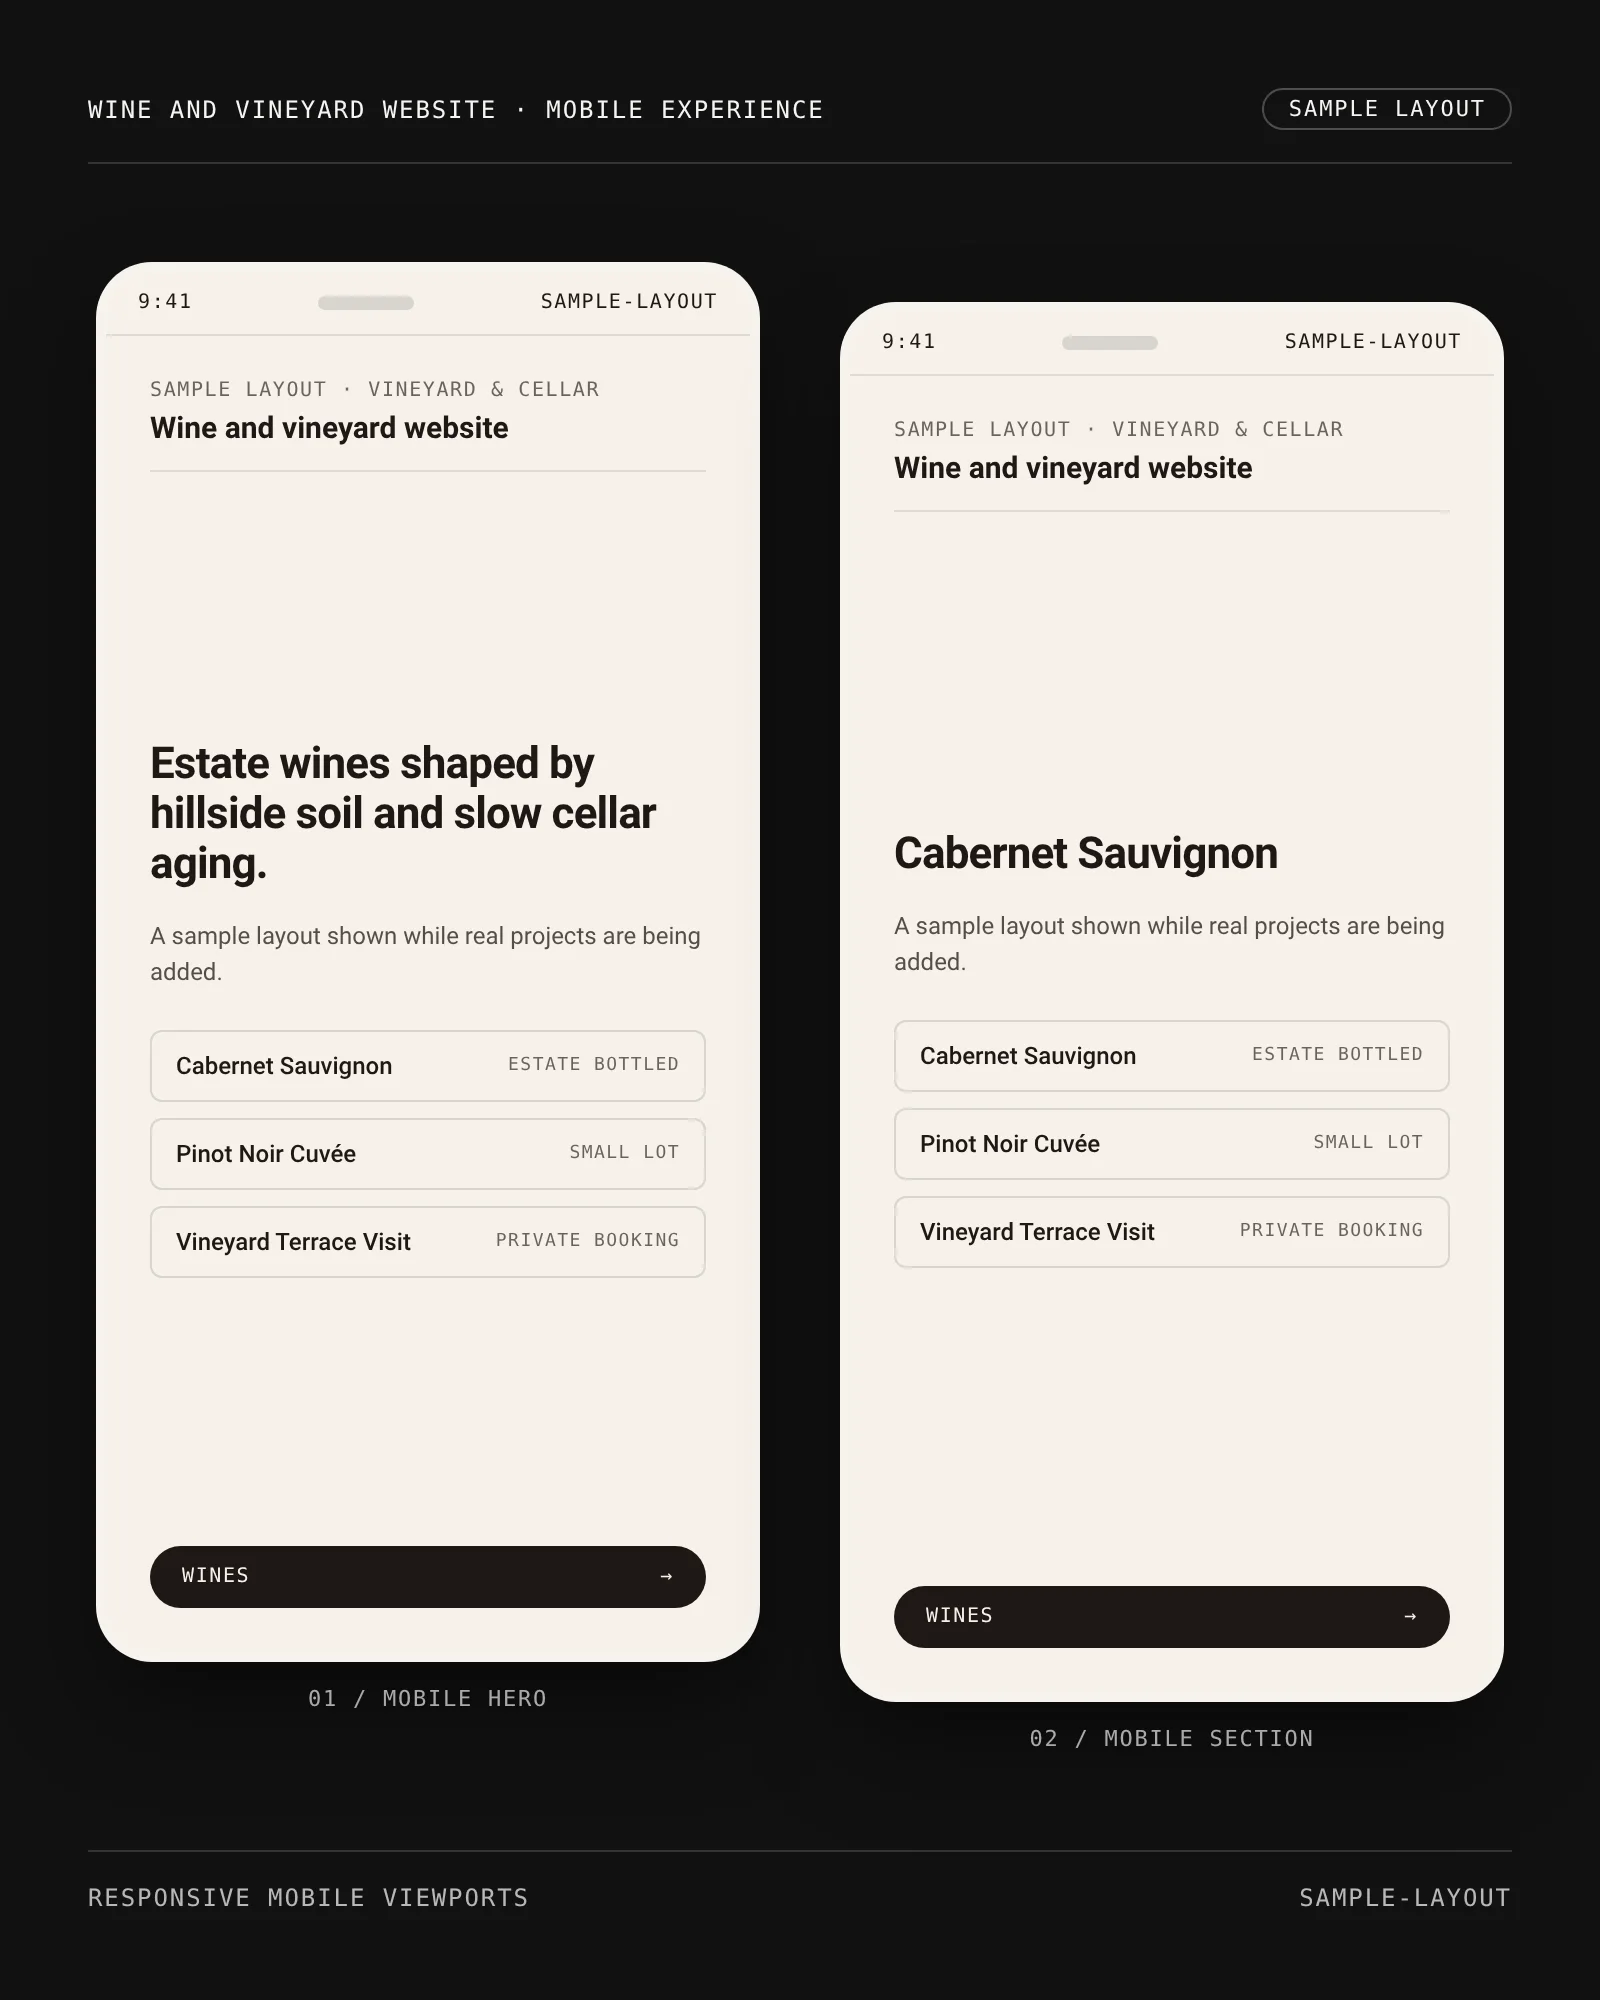 WINE AND VINEYARD WEBSITE · MOBILE EXPERIENCE
SAMPLE LAYOUT
9:41
SAMPLE-LAYOUT
SAMPLE LAYOUT · VINEYARD & CELLAR
Wine and vineyard website
Estate wines shaped by
hillside soil and slow cellar
aging.
A sample layout shown while real projects are being
added.
Cabernet Sauvignon
ESTATE BOTTLED
Pinot Noir Cuvée
SMALL LOT
Vineyard Terrace Visit
PRIVATE BOOKING
WINES →
01 / MOBILE HERO
9:41
SAMPLE-LAYOUT
SAMPLE LAYOUT · VINEYARD & CELLAR
Wine and vineyard website
Cabernet Sauvignon
A sample layout shown while real projects are being
added.
Cabernet Sauvignon
ESTATE BOTTLED
Pinot Noir Cuvée
SMALL LOT
Vineyard Terrace Visit
PRIVATE BOOKING
WINES →
02 / MOBILE SECTION
RESPONSIVE MOBILE VIEWPORTS
SAMPLE-LAYOUT